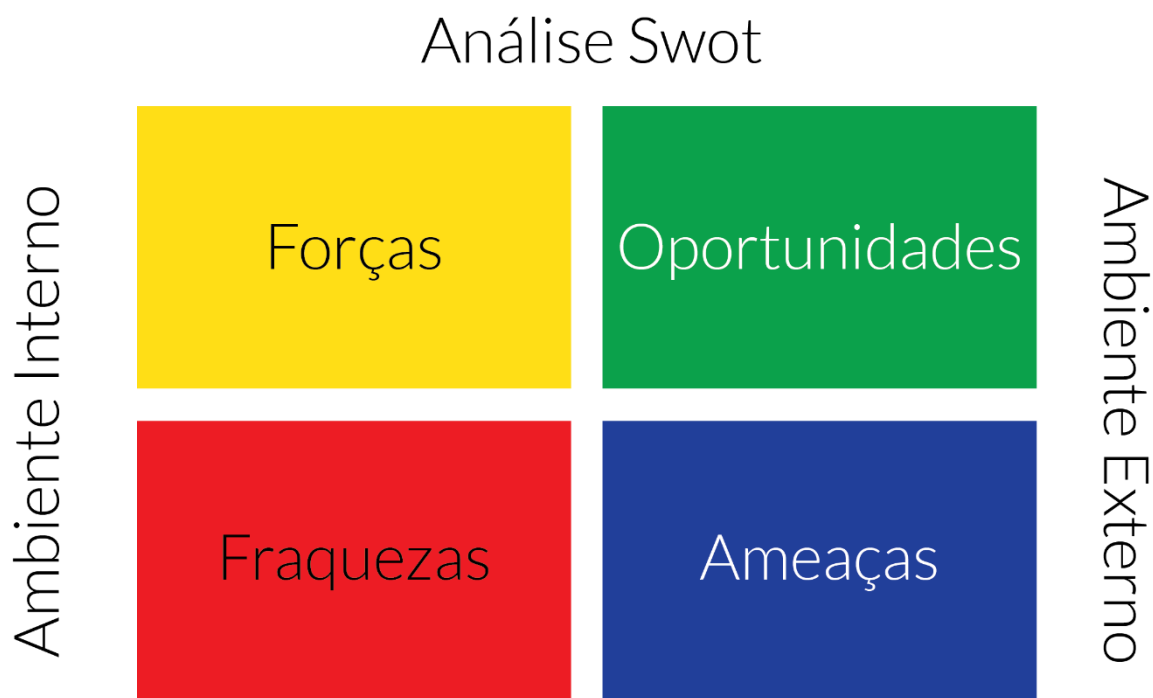 Análise Swot
Ambiente Interno
Forças
Oportunidades
Fraquezas
Ameaças
Ambiente Externo